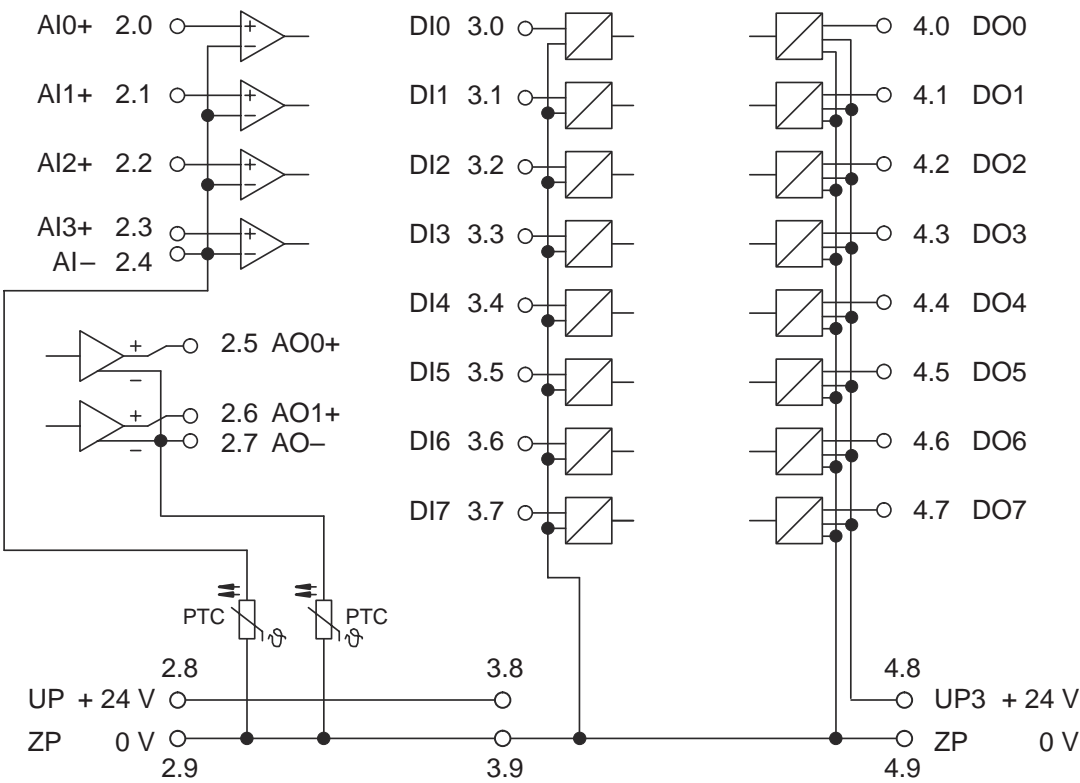 AI0+ 2.0 + −
AI1+ 2.1 + −
AI2+ 2.2 + −
AI3+ 2.3 + −
AI− 2.4
+ 2.5 AO0+
−
+ 2.6 AO1+
− 2.7 AO−
DI0 3.0
DI1 3.1
DI2 3.2
DI3 3.3
DI4 3.4
DI5 3.5
DI6 3.6
DI7 3.7
4.0 DO0
4.1 DO1
4.2 DO2
4.3 DO3
4.4 DO4
4.5 DO5
4.6 DO6
4.7 DO7
PTC ϑ
PTC ϑ
2.8 3.8 4.8
UP + 24 V UP3 + 24 V
ZP 0 V ZP 0 V
2.9 3.9 4.9